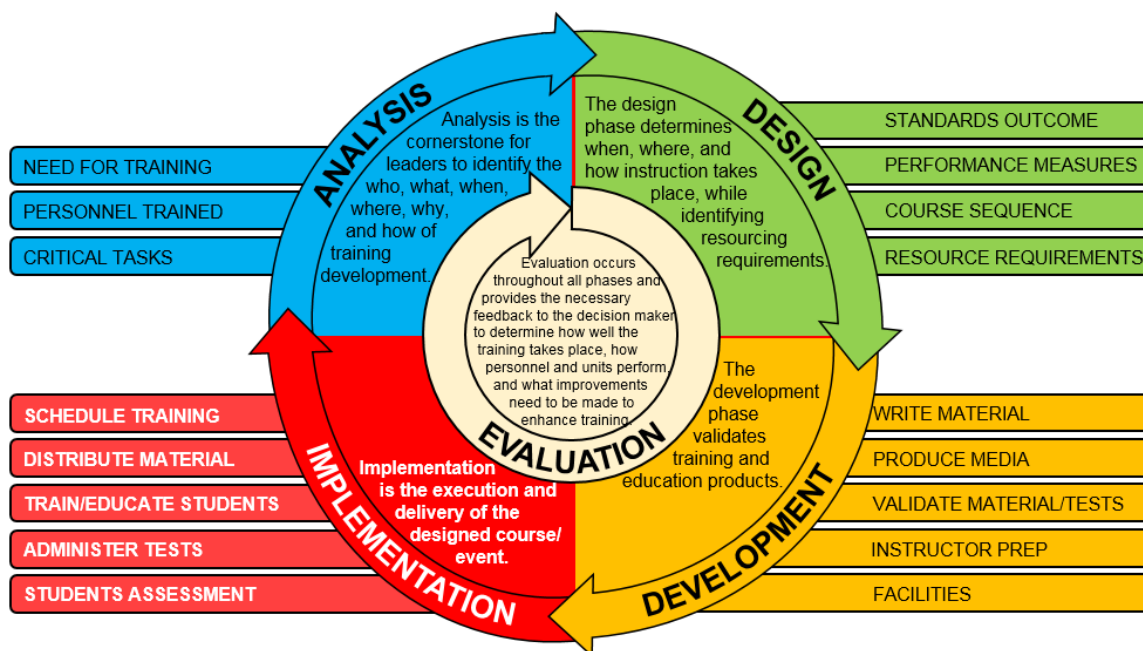 ANALYSIS
Analysis is the
cornerstone for
leaders to identify the
who, what, when,
where, why,
and how of
training
development.
NEED FOR TRAINING
PERSONNEL TRAINED
CRITICAL TASKS
DESIGN
The design
phase determines
when, where, and
how instruction takes
place, while
identifying
resourcing
requirements.
STANDARDS OUTCOME
PERFORMANCE MEASURES
COURSE SEQUENCE
RESOURCE REQUIREMENTS
Evaluation occurs
throughout all phases and
provides the necessary
feedback to the decision maker
to determine how well the
training takes place, how
personnel and units perform,
and what improvements
need to be made to
enhance training.
EVALUATION
The
development
phase
validates
training and
education products.
DEVELOPMENT
WRITE MATERIAL
PRODUCE MEDIA
VALIDATE MATERIAL/TESTS
INSTRUCTOR PREP
FACILITIES
Implementation
is the execution and
delivery of the
designed course/
event.
IMPLEMENTATION
SCHEDULE TRAINING
DISTRIBUTE MATERIAL
TRAIN/EDUCATE STUDENTS
ADMINISTER TESTS
STUDENTS ASSESSMENT